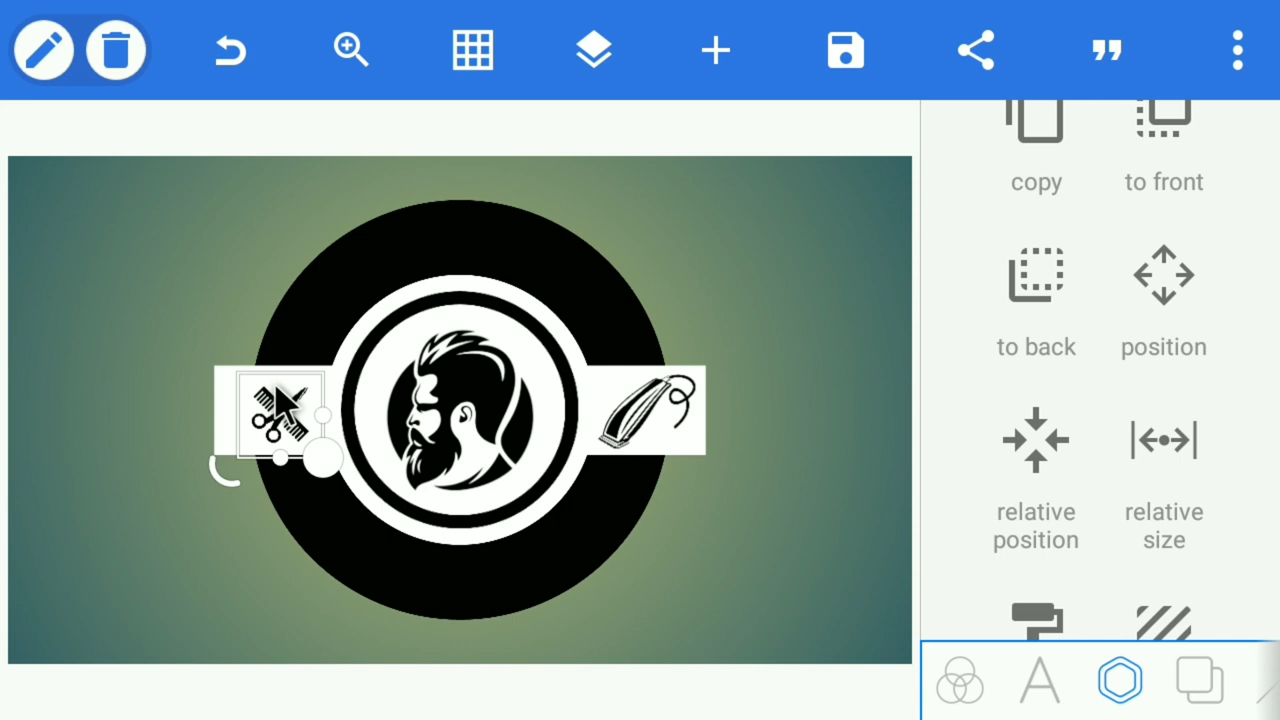 copy
to front
to back
position
relative
position
relative
size